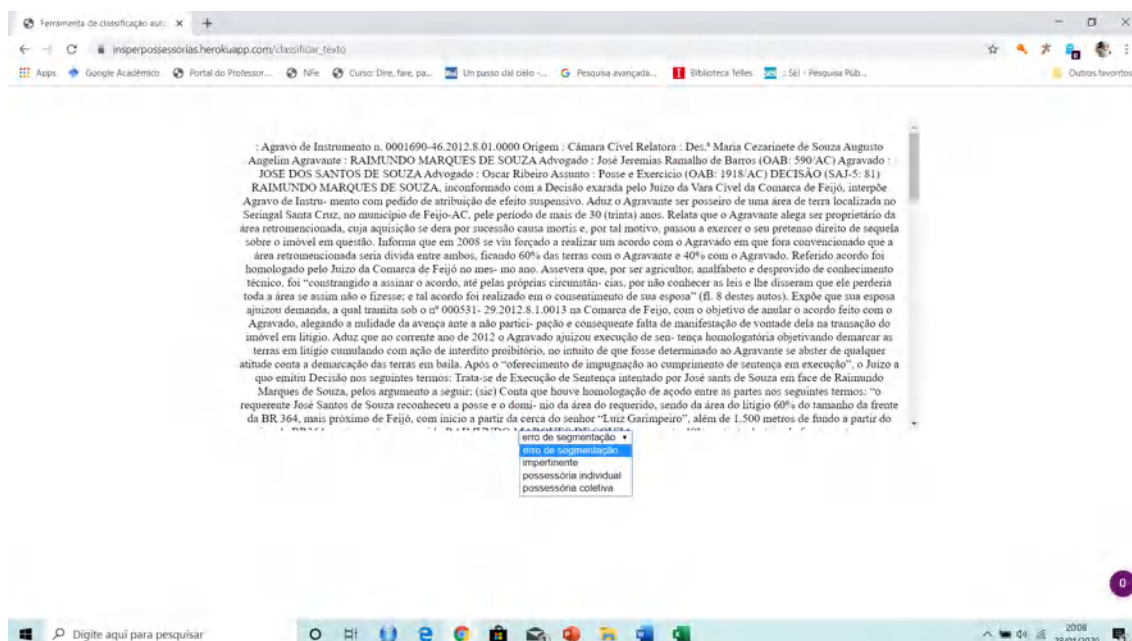 Ferramenta de classificação aut
insperpossessorias.herokuapp.com/classificar_texto
Apps Google Acadêmico Portal do Professor... NFe Curso: Dire, fare, pa... Un passo dal cielo -... Pesquisa avançada... Biblioteca Telles :: SEI - Pesquisa Púb... Outros favoritos
: Agravo de Instrumento n. 0001690-46.2012.8.01.0000 Origem : Câmara Cível Relatora : Des.ª Maria Cezarinete de Souza Augusto
Angelim Agravante : RAIMUNDO MARQUES DE SOUZA Advogado : José Jeremias Ramalho de Barros (OAB: 590/AC) Agravado :
JOSE DOS SANTOS DE SOUZA Advogado : Oscar Ribeiro Assunto : Posse e Exercício (OAB: 1918/AC) DECISÃO (SAJ-5: 81)
RAIMUNDO MARQUES DE SOUZA, inconformado com a Decisão exarada pelo Juízo da Vara Cível da Comarca de Feijó, interpõe
Agravo de Instru- mento com pedido de atribuição de efeito suspensivo. Aduz o Agravante ser posseiro de uma área de terra localizada no
Seringal Santa Cruz, no município de Feijo-AC, pele período de mais de 30 (trinta) anos. Relata que o Agravante alega ser proprietário da
área retromencionada, cuja aquisição se dera por sucessão causa mortis e, por tal motivo, passou a exercer o seu pretenso direito de sequela
sobre o imóvel em questão. Informa que em 2008 se viu forçado a realizar um acordo com o Agravado em que fora convencionado que a
área retromencionada seria divida entre ambos, ficando 60% das terras com o Agravante e 40% com o Agravado. Referido acordo foi
homologado pelo Juizo da Comarca de Feijó no mes- mo ano. Assevera que, por ser agricultor, analfabeto e desprovido de conhecimento
técnico, foi “constrangido a assinar o acordo, até pelas próprias circunstân- cias, por não conhecer as leis e lhe disseram que ele perderia
toda a área se assim não o fizesse; e tal acordo foi realizado em o consentimento de sua esposa” (fl. 8 destes autos). Expõe que sua esposa
ajuizou demanda, a qual tramita sob o nº 000531- 29.2012.8.1.0013 na Comarca de Feijo, com o objetivo de anular o acordo feito com o
Agravado, alegando a nulidade da avença ante a não partici- pação e consequente falta de manifestação de vontade dela na transação do
imóvel em litígio. Aduz que no corrente ano de 2012 o Agravado ajuizou execução de sen- tença homologatória objetivando demarcar as
terras em litígio cumulando com ação de interdito proibitório, no intuito de que fosse determinado ao Agravante se abster de qualquer
atitude conta a demarcação das terras em baila. Após o “oferecimento de impugnação ao cumprimento de sentença em execução”, o Juízo a
quo emitiu Decisão nos seguintes termos: Trata-se de Execução de Sentença intentado por José sants de Souza em face de Raimundo
Marques de Souza, pelos argumento a seguir; (sic) Conta que houve homologação de açodo entre as partes nos seguintes termos: “o
requerente José Santos de Souza reconheceu a posse e o domi- nio da área do requerido, sendo da área do litígio 60% do tamanho da frente
da BR 364, mais próximo de Feijó, com inicio a partir da cerca do senhor “Luiz Garimpeiro”, além de 1.500 metros de fundo a partir do
erro de segmentação
erro de segmentação
impertinente
possessória individual
possessória coletiva
0
Digite aqui para pesquisar
20:08